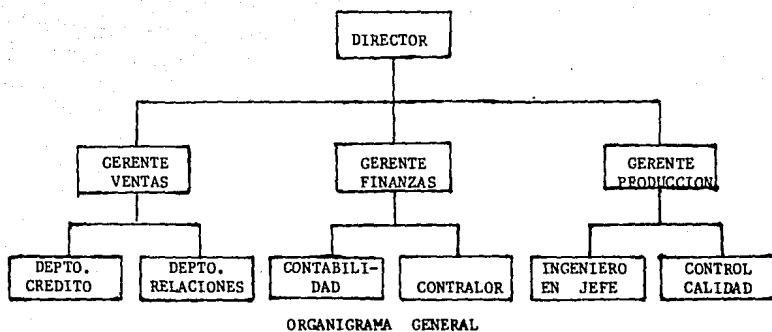 DIRECTOR
GERENTE
VENTAS
GERENTE
FINANZAS
GERENTE
PRODUCCION
DEPTO.
CREDITO
DEPTO.
RELACIONES
CONTABILI-
DAD
CONTRALOR
INGENIERO
EN JEFE
CONTROL
CALIDAD
ORGANIGRAMA GENERAL